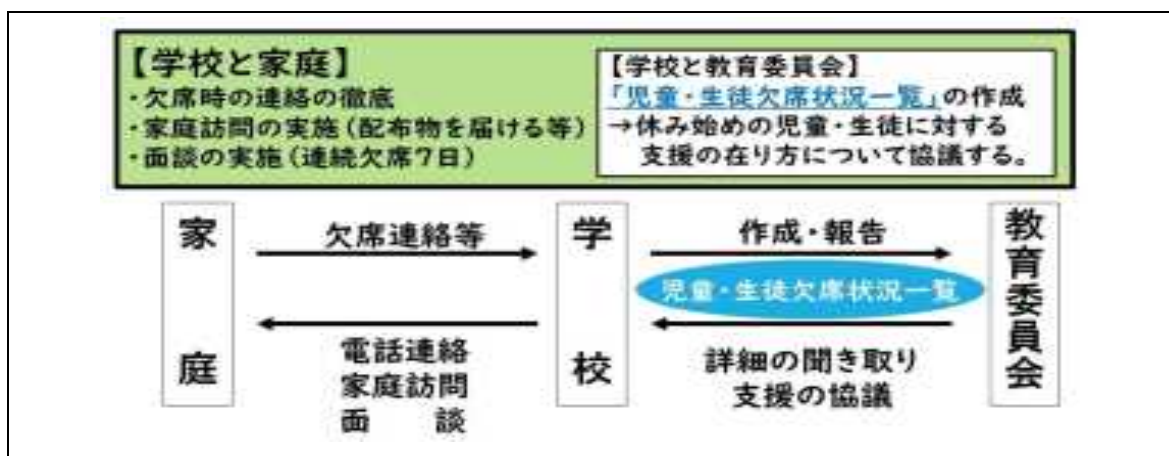 【学校と家庭】
・欠席時の連絡の徹底
・家庭訪問の実施(配布物を届ける等)
・面談の実施(連続欠席7日)
【学校と教育委員会】
「児童・生徒欠席状況一覧」の作成
→休み始めの児童・生徒に対する
支援の在り方について協議する。
家庭
欠席連絡等
電話連絡
家庭訪問
面 談
学校
作成・報告
児童・生徒欠席状況一覧
詳細の聞き取り
支援の協議
教育委員会